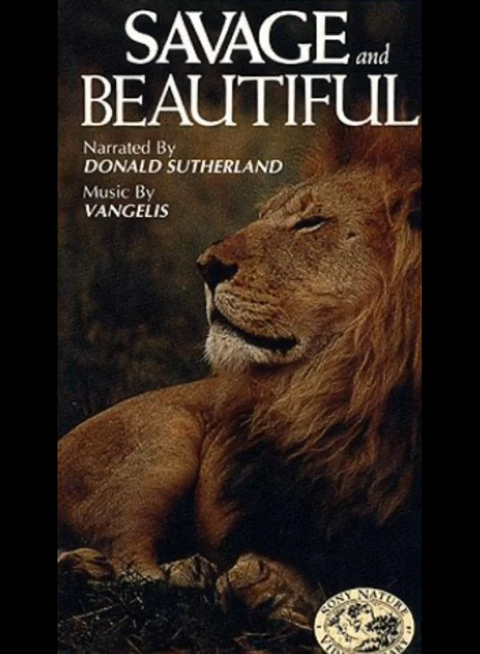 SAVAGE and
BEAUTIFUL
Narrated By
DONALD SUTHERLAND
Music By
VANGELIS
SONY NATURE